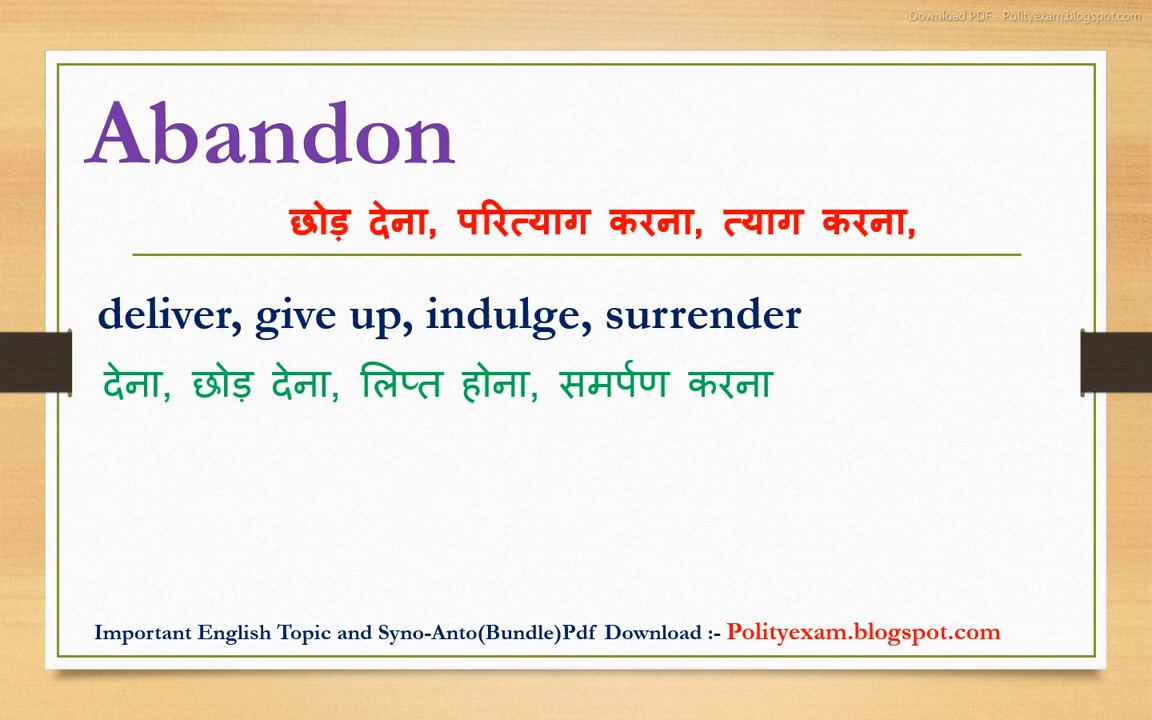 Download PDF - Polityexam.blogspot.com
Abandon
छोड़ देना, परित्याग करना, त्याग करना,
deliver, give up, indulge, surrender
देना, छोड़ देना, लिप्त होना, समर्पण करना
Important English Topic and Syno-Anto(Bundle)Pdf Download :- Polityexam.blogspot.com